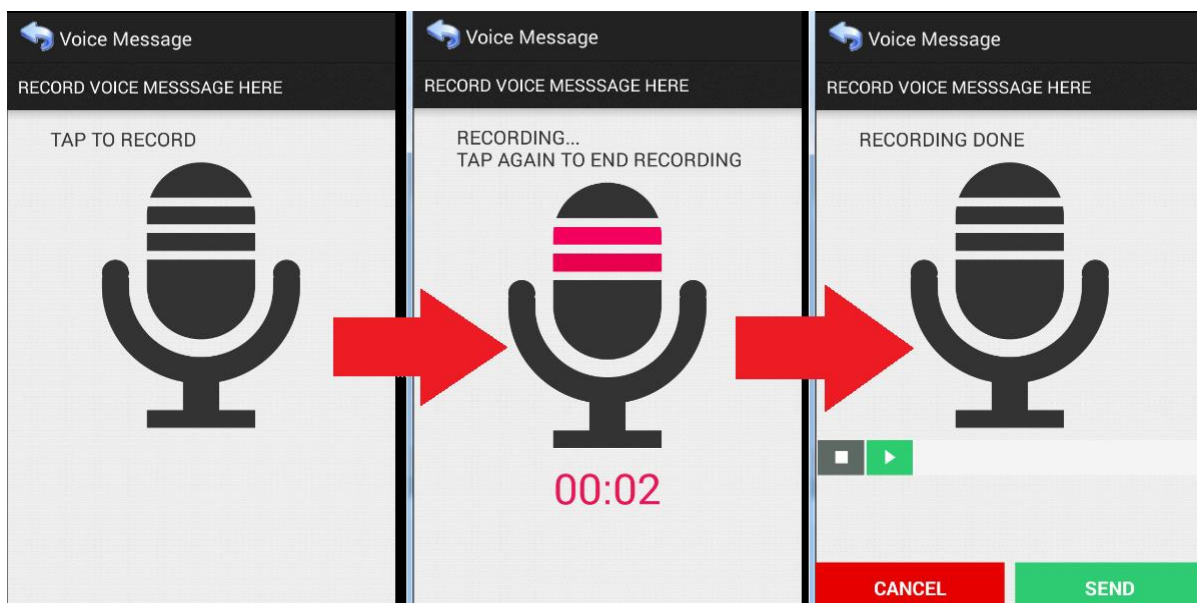 Voice Message
RECORD VOICE MESSSAGE HERE
TAP TO RECORD
Voice Message
RECORD VOICE MESSSAGE HERE
RECORDING...
TAP AGAIN TO END RECORDING
00:02
Voice Message
RECORD VOICE MESSSAGE HERE
RECORDING DONE
CANCEL
SEND